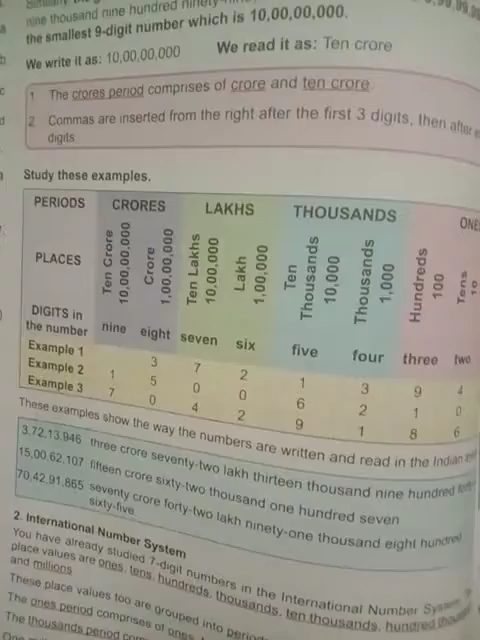 nine thousand nine hundred
the smallest 9-digit number which is 10,00,00,000.
We write it as: 10,00,00,000 We read it as: Ten crore
1 The crores period comprises of crore and ten crore.
2 Commas are inserted from the right after the first 3 digits, then after
digits
Study these examples.
PERIODS CRORES LAKHS THOUSANDS ONE
PLACES Ten Crore 10,00,00,000 Crore 1,00,00,000 Ten Lakhs 10,00,000 Lakh 1,00,000 Ten Thousands 10,000 Thousands 1,000 Hundreds 100 Tens 10
DIGITS in
the number nine eight seven six five four three two
Example 1 3 7 2 1 3 9 4
Example 2 1 5 0 0 6 2 1 0
Example 3 7 0 4 2 9 1 8 6
These examples show the way the numbers are written and read in the Indian
3,72,13,946 three crore seventy-two lakh thirteen thousand nine hundred forty
15,00,62,107 fifteen crore sixty-two thousand one hundred seven
70,42,91,865 seventy crore forty-two lakh ninety-one thousand eight hundred
sixty-five
2. International Number System
You have already studied 7-digit numbers in the International Number System.
place values are ones, tens, hundreds, thousands, ten thousands, hundred
and millions
These place values too are grouped into
The ones period comprises of ones,
The thousands period